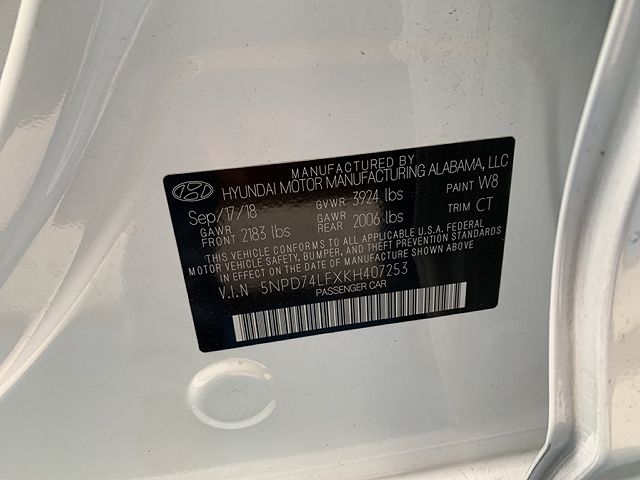 MANUFACTURED BY
HYUNDAI MOTOR MANUFACTURING ALABAMA, LLC
Sep/17/18 GVWR 3924 lbs PAINT W8
GAWR FRONT 2183 lbs GAWR REAR 2006 lbs TRIM CT
THIS VEHICLE CONFORMS TO ALL APPLICABLE U.S.A. FEDERAL
MOTOR VEHICLE SAFETY, BUMPER, AND THEFT PREVENTION STANDARDS
IN EFFECT ON THE DATE OF MANUFACTURE SHOWN ABOVE.
V.I.N 5NPD74LFXKH407253
PASSENGER CAR